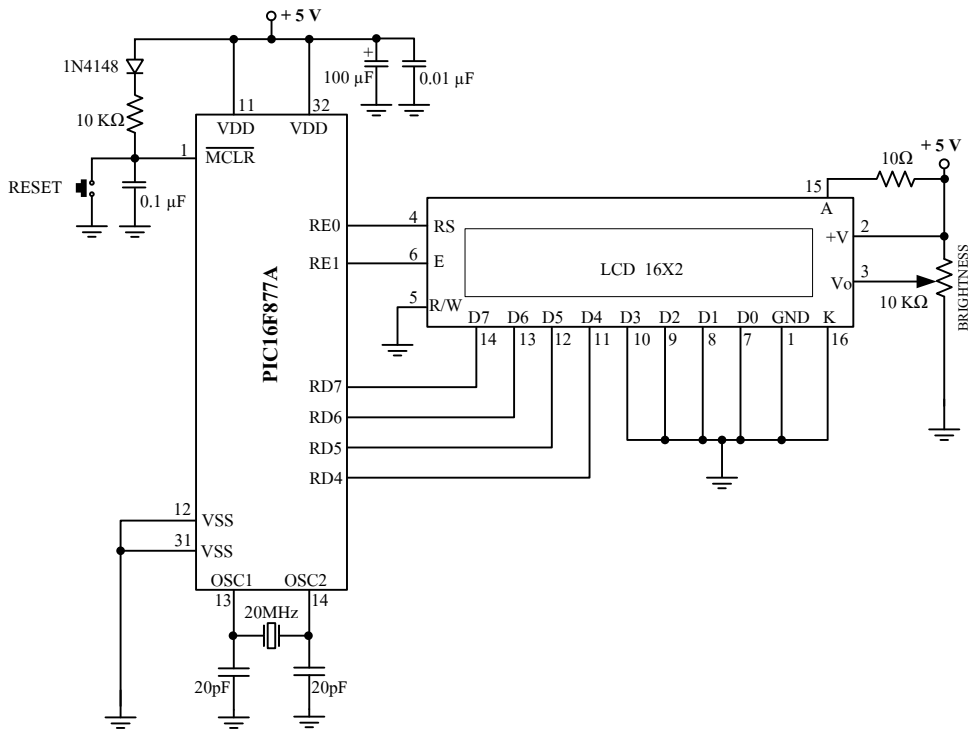 + 5 V
1N4148
10 KΩ
100 µF
+
0.01 µF
11
32
VDD
VDD
1
MCLR
RESET
0.1 µF
+ 5 V
10Ω
15
A
RE0
4
RS
+V
2
RE1
6
E
LCD 16X2
Vo
3
10 KΩ
BRIGHTNESS
5
R/W
D7
D6
D5
D4
D3
D2
D1
D0
GND
K
14
13
12
11
10
9
8
7
1
16
PIC16F877A
RD7
RD6
RD5
RD4
12
VSS
31
VSS
OSC1
OSC2
13
14
20MHz
20pF
20pF